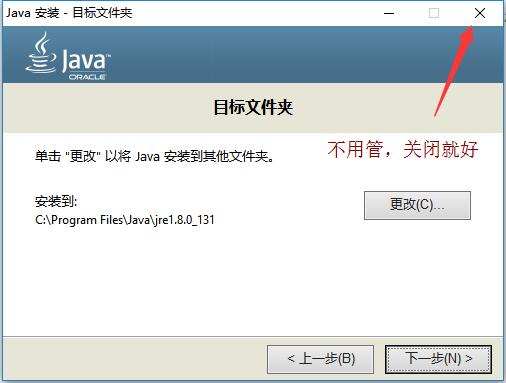 Java 安装 - 目标文件夹
Java™
ORACLE
目标文件夹
单击 "更改" 以将 Java 安装到其他文件夹。
不用管，关闭就好
安装到:
C:\Program Files\Java\jre1.8.0_131
更改(C)...
< 上一步(B)
下一步(N) >